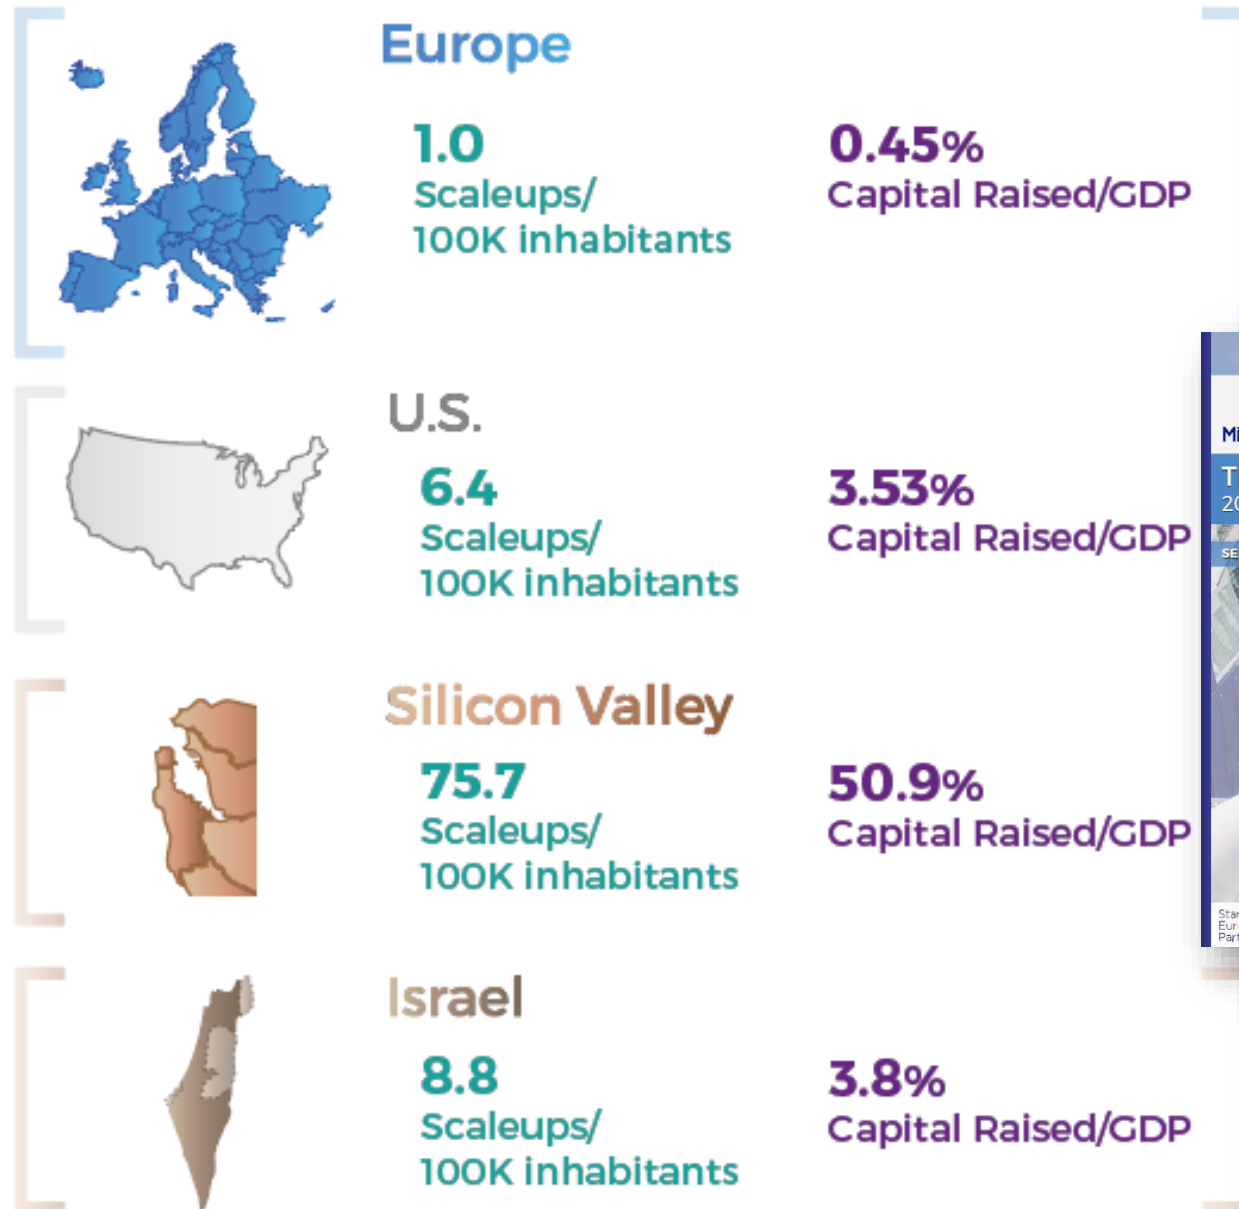 Europe
1.0
Scaleups/
100K inhabitants
0.45%
Capital Raised/GDP
U.S.
6.4
Scaleups/
100K inhabitants
3.53%
Capital Raised/GDP
Silicon Valley
75.7
Scaleups/
100K inhabitants
50.9%
Capital Raised/GDP
Israel
8.8
Scaleups/
100K inhabitants
3.8%
Capital Raised/GDP